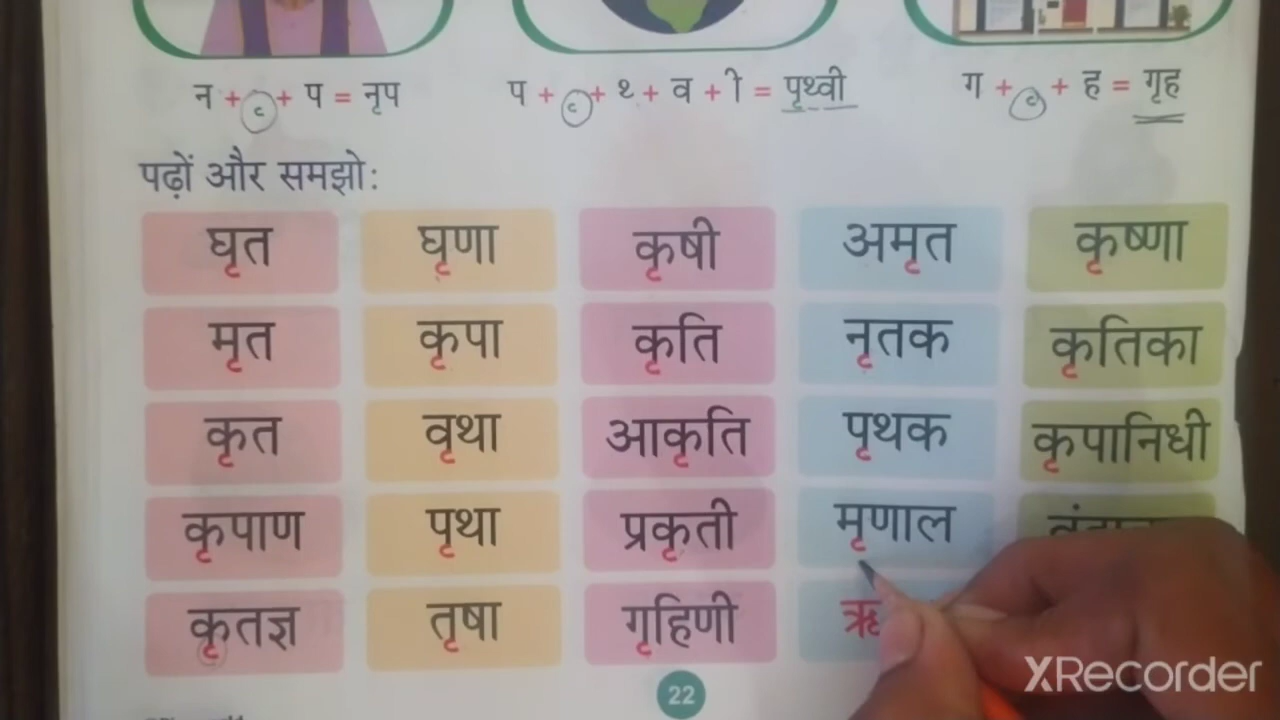 न + ृ + प = नृप    प + ृ + थ + व + ी = पृथ्वी    ग + ृ + ह = गृह
पढ़ों और समझो:
घृत    घृणा    कृषी    अमृत    कृष्णा
मृत    कृपा    कृति    नृतक    कृतिका
कृत    वृथा    आकृति    पृथक    कृपानिधी
कृपाण    पृथा    प्रकृती    मृणाल
कृतज्ञ    तृषा    गृहिणी
22
XRecorder